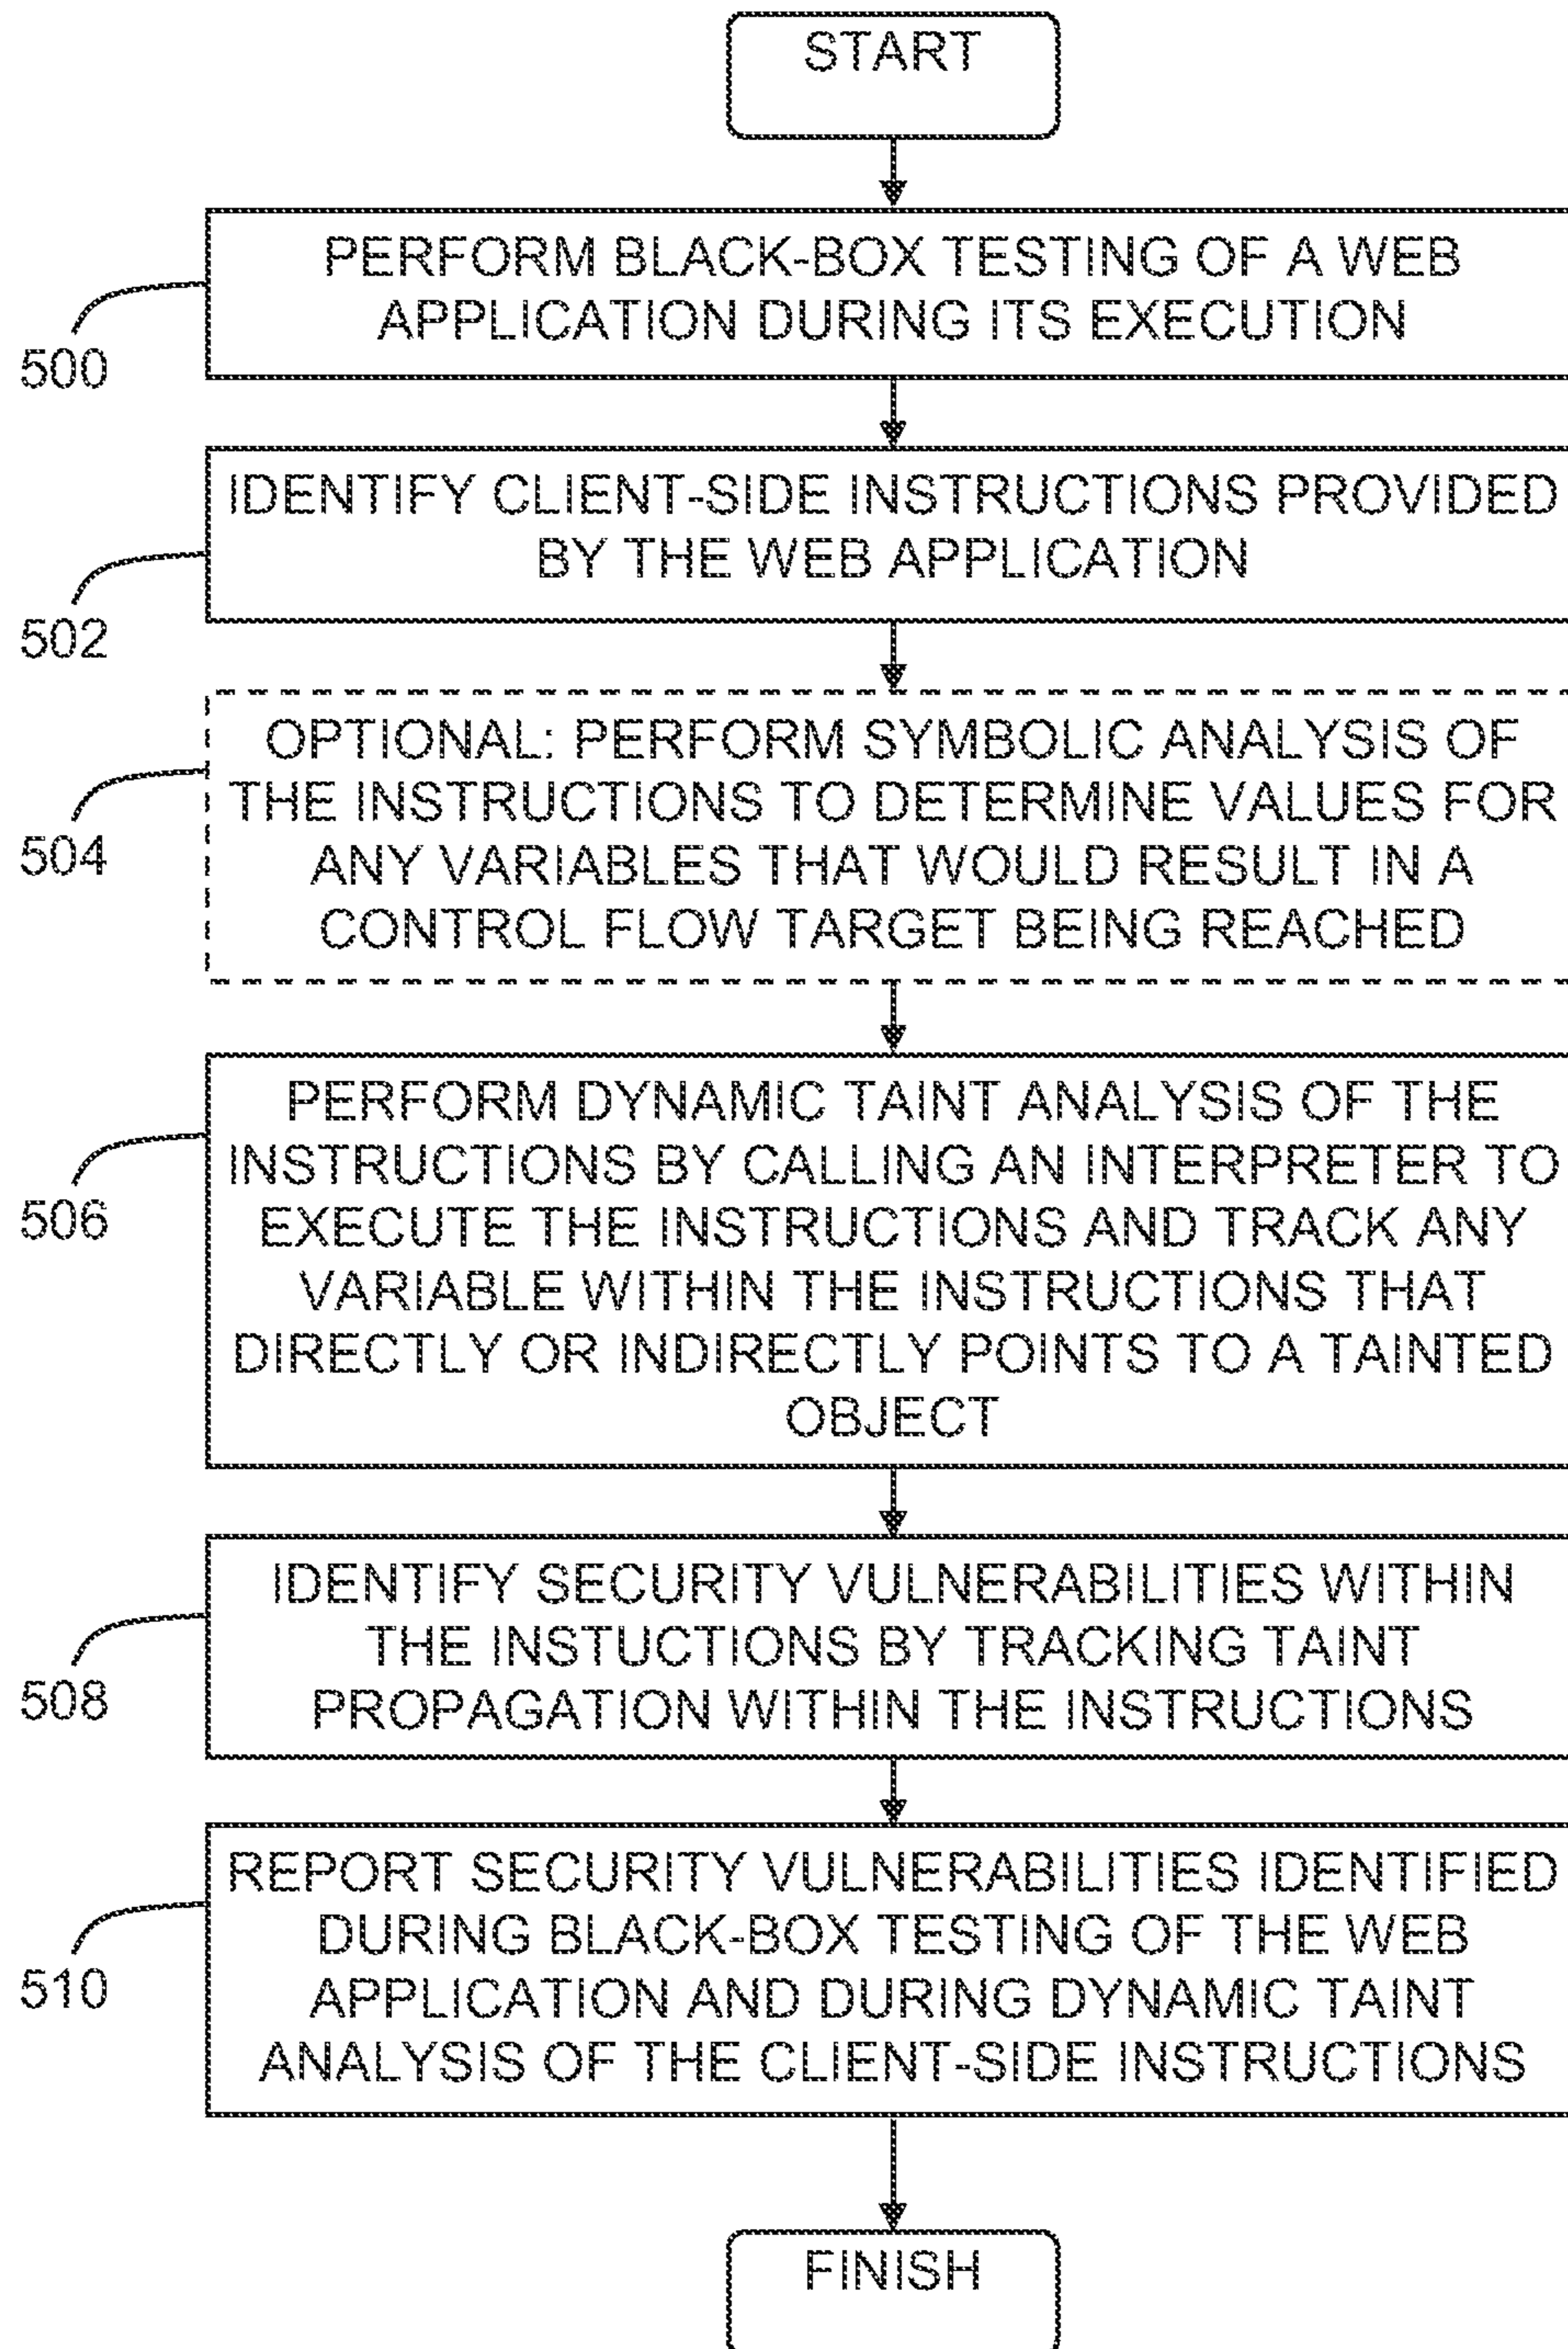 START
PERFORM BLACK-BOX TESTING OF A WEB
APPLICATION DURING ITS EXECUTION
500
IDENTIFY CLIENT-SIDE INSTRUCTIONS PROVIDED
BY THE WEB APPLICATION
502
OPTIONAL: PERFORM SYMBOLIC ANALYSIS OF
THE INSTRUCTIONS TO DETERMINE VALUES FOR
ANY VARIABLES THAT WOULD RESULT IN A
CONTROL FLOW TARGET BEING REACHED
504
PERFORM DYNAMIC TAINT ANALYSIS OF THE
INSTRUCTIONS BY CALLING AN INTERPRETER TO
EXECUTE THE INSTRUCTIONS AND TRACK ANY
VARIABLE WITHIN THE INSTRUCTIONS THAT
DIRECTLY OR INDIRECTLY POINTS TO A TAINTED
OBJECT
506
IDENTIFY SECURITY VULNERABILITIES WITHIN
THE INSTUCTIONS BY TRACKING TAINT
PROPAGATION WITHIN THE INSTRUCTIONS
508
REPORT SECURITY VULNERABILITIES IDENTIFIED
DURING BLACK-BOX TESTING OF THE WEB
APPLICATION AND DURING DYNAMIC TAINT
ANALYSIS OF THE CLIENT-SIDE INSTRUCTIONS
510
FINISH